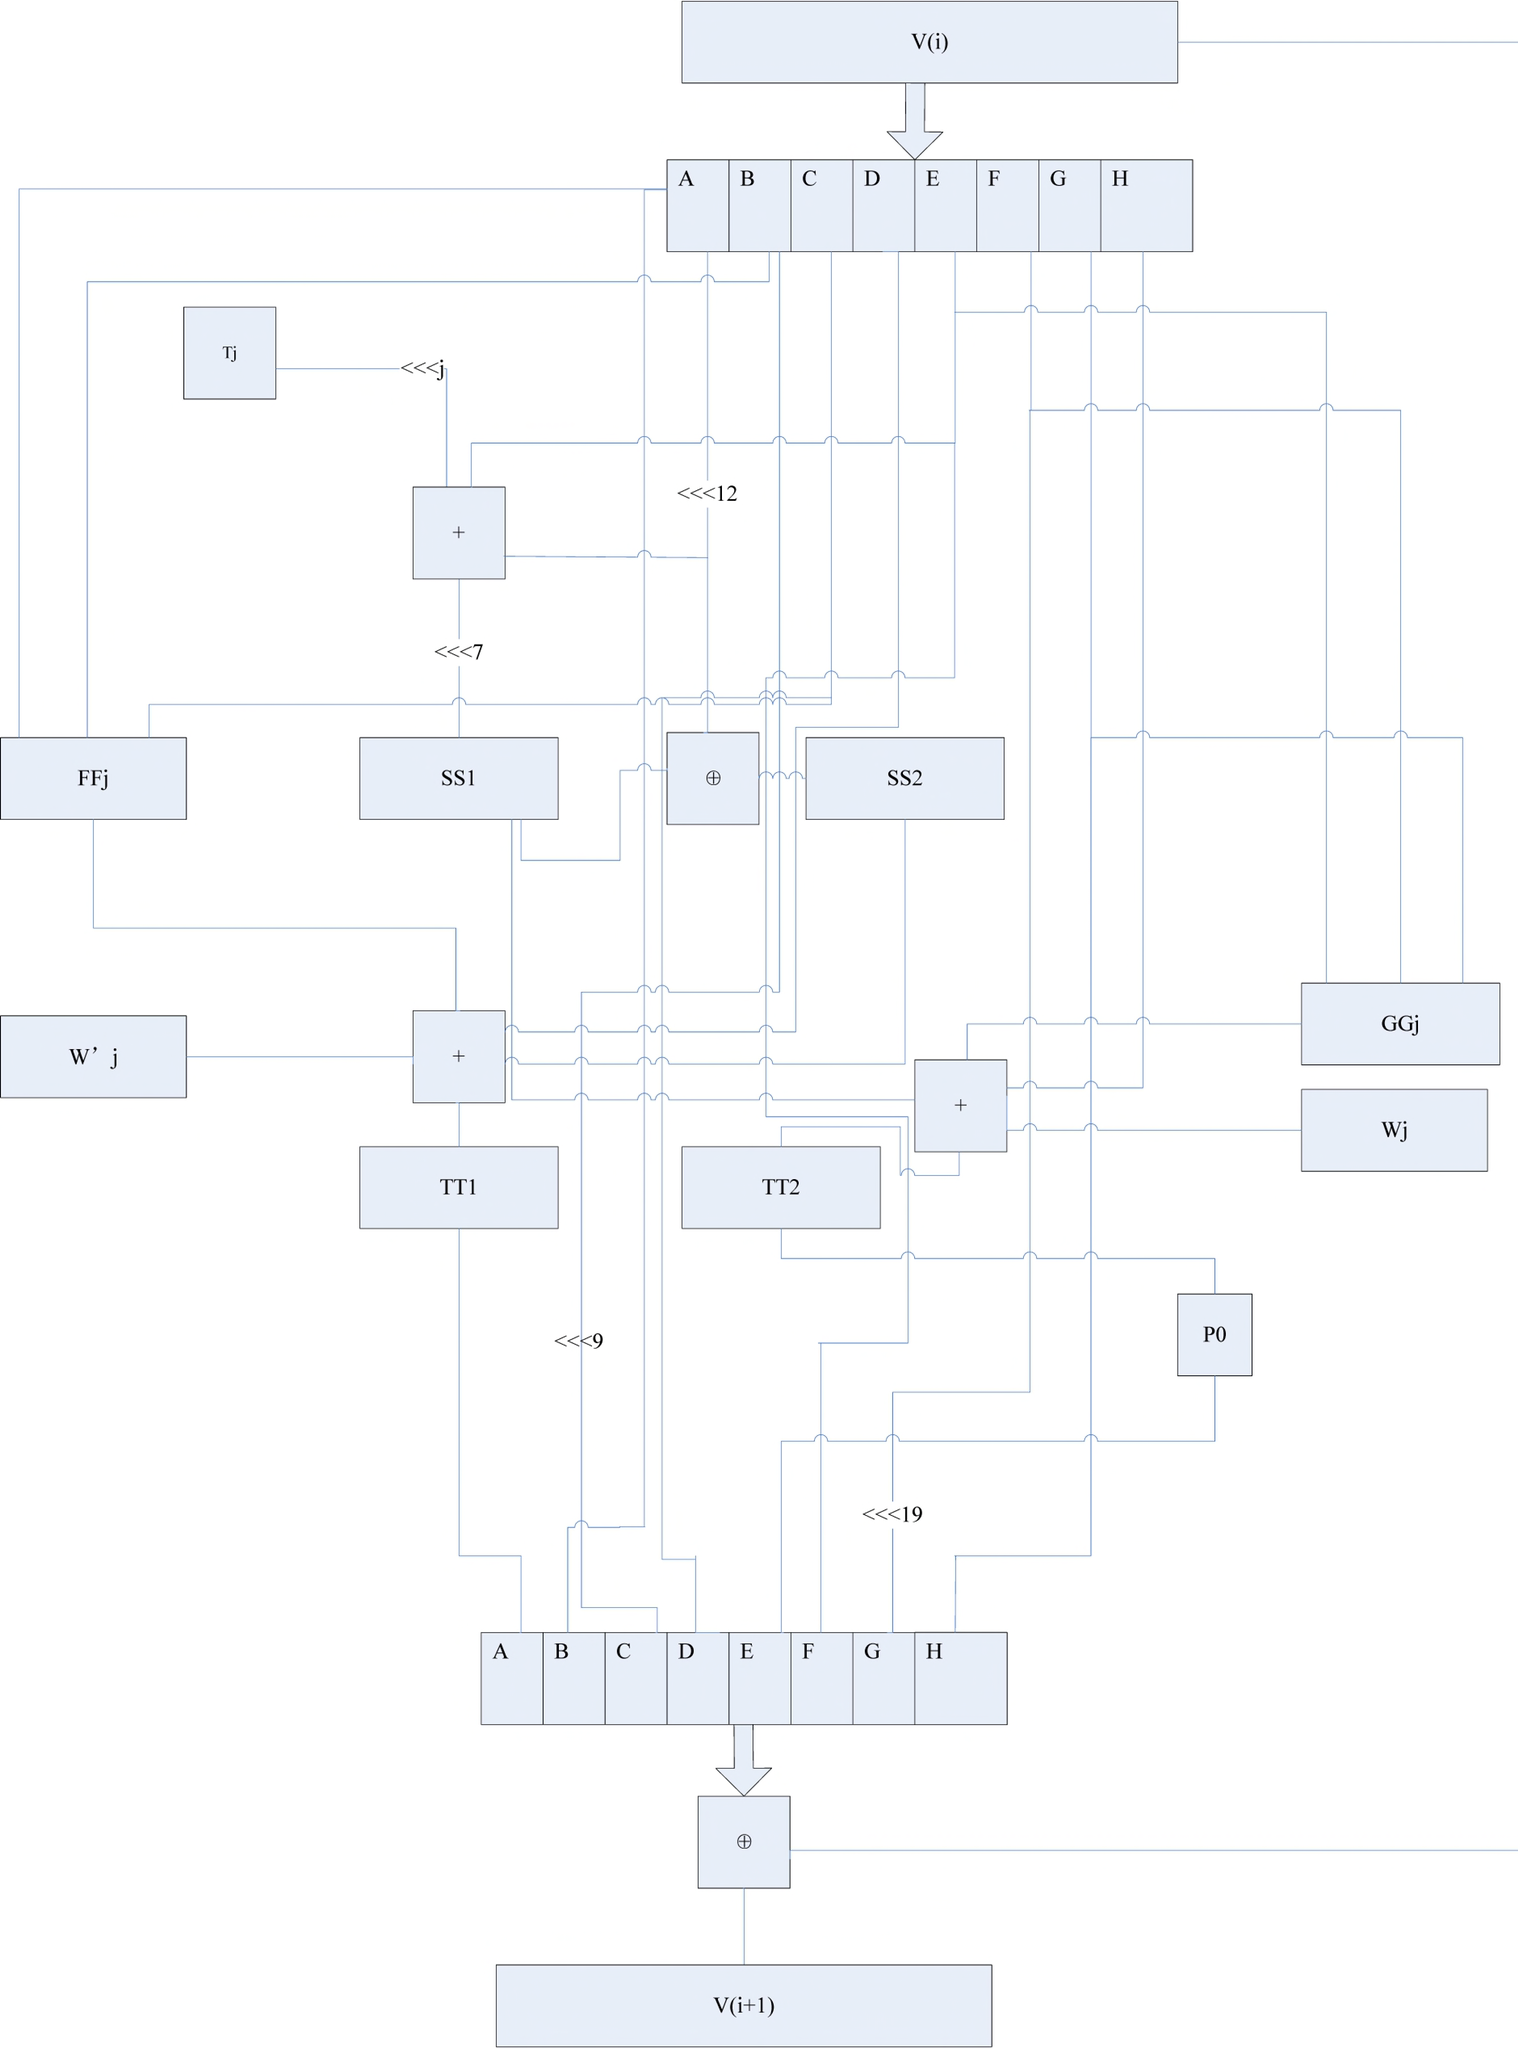 V(i)
A B C D E F G H
Tj
<<<j
<<<12
+
<<<7
FFj
SS1
⊕
SS2
GGj
W’j
+
+
Wj
TT1
TT2
P0
<<<9
<<<19
A B C D E F G H
⊕
V(i+1)